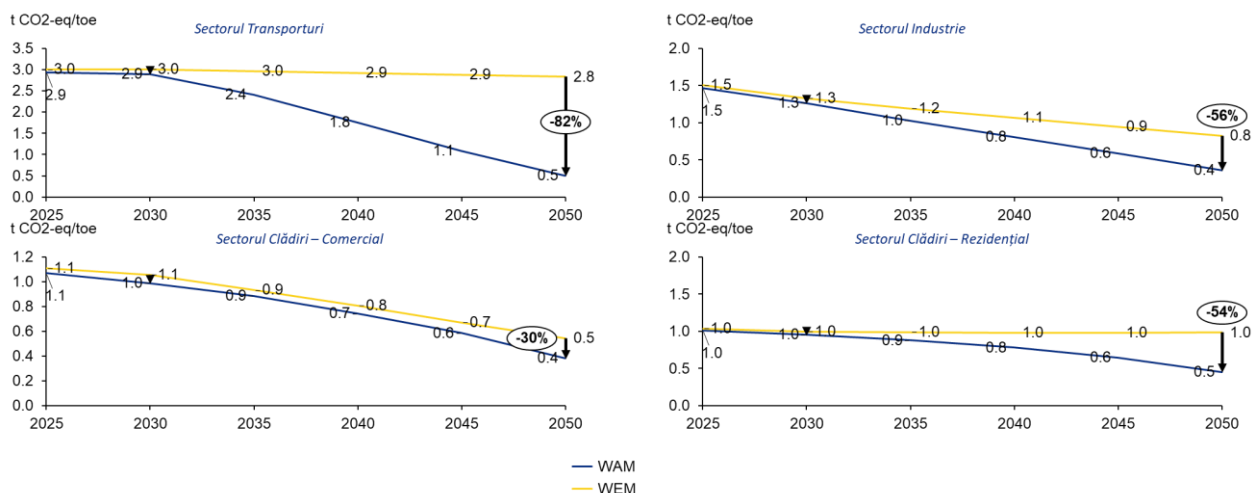 t CO2-eq/toe
Sectorul Transporturi
3.5
3.0
2.5
2.0
1.5
1.0
0.5
0.0
3.0 3.0 3.0 2.9 2.9 2.8
2.9 2.9 2.4 1.8 1.1 0.5
-82%
2025 2030 2035 2040 2045 2050
t CO2-eq/toe
Sectorul Industrie
2.0
1.5
1.0
0.5
0.0
1.5 1.3 1.2 1.1 0.9 0.8
1.5 1.3 1.0 0.8 0.6 0.4
-56%
2025 2030 2035 2040 2045 2050
t CO2-eq/toe
Sectorul Clădiri – Comercial
1.2
1.0
0.8
0.6
0.4
0.2
0.0
1.1 1.1 0.9 0.8 0.7 0.5
1.1 1.0 0.9 0.7 0.6 0.4
-30%
2025 2030 2035 2040 2045 2050
t CO2-eq/toe
Sectorul Clădiri – Rezidențial
2.0
1.5
1.0
0.5
0.0
1.0 1.0 1.0 1.0 1.0 1.0
1.0 1.0 0.9 0.8 0.6 0.5
-54%
2025 2030 2035 2040 2045 2050
WAM
WEM